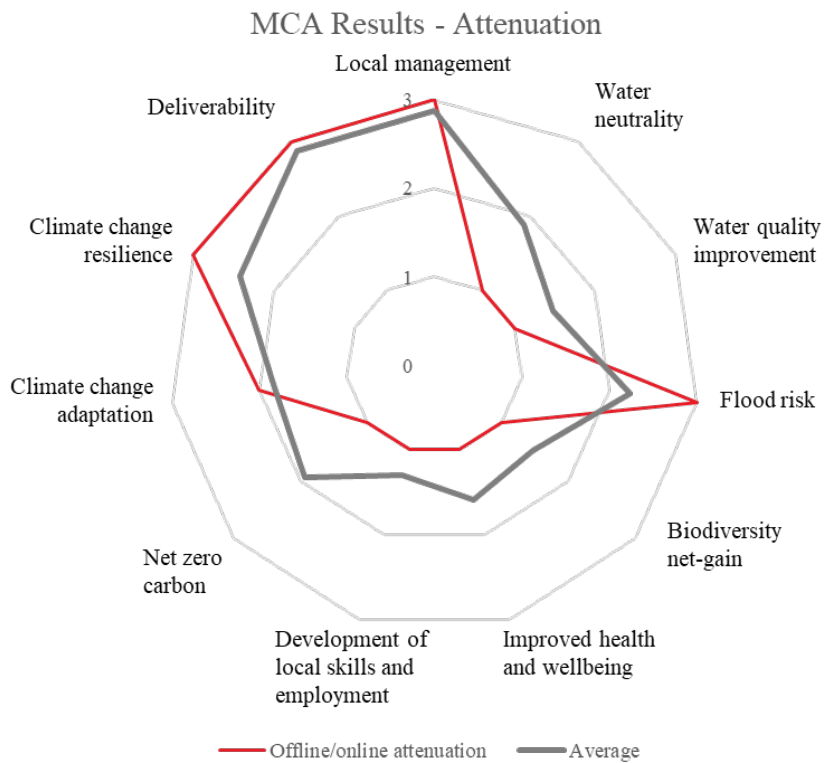 MCA Results - Attenuation
Local management
Water
neutrality
Water quality
improvement
Flood risk
Biodiversity
net-gain
Improved health
and wellbeing
Development of
local skills and
employment
Net zero
carbon
Climate change
adaptation
Climate change
resilience
Deliverability
3
2
1
0
Offline/online attenuation
Average